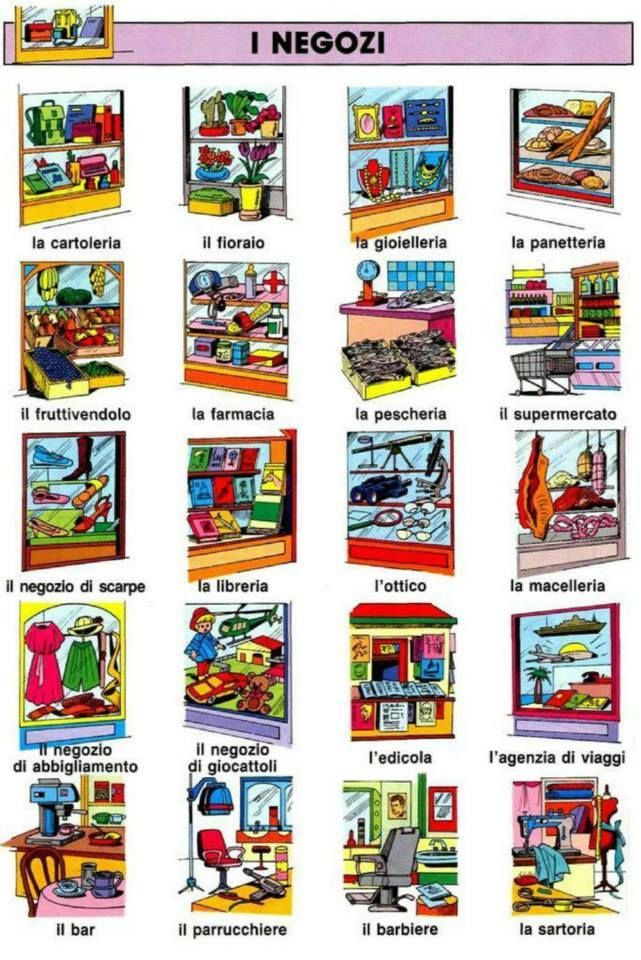 I NEGOZI
la cartoleria
il fioraio
la gioielleria
la panetteria
il fruttivendolo
la farmacia
la pescheria
il supermercato
il negozio di scarpe
la libreria
l'ottico
la macelleria
il negozio
di abbigliamento
il negozio
di giocattoli
l'edicola
l'agenzia di viaggi
il bar
il parrucchiere
il barbiere
la sartoria